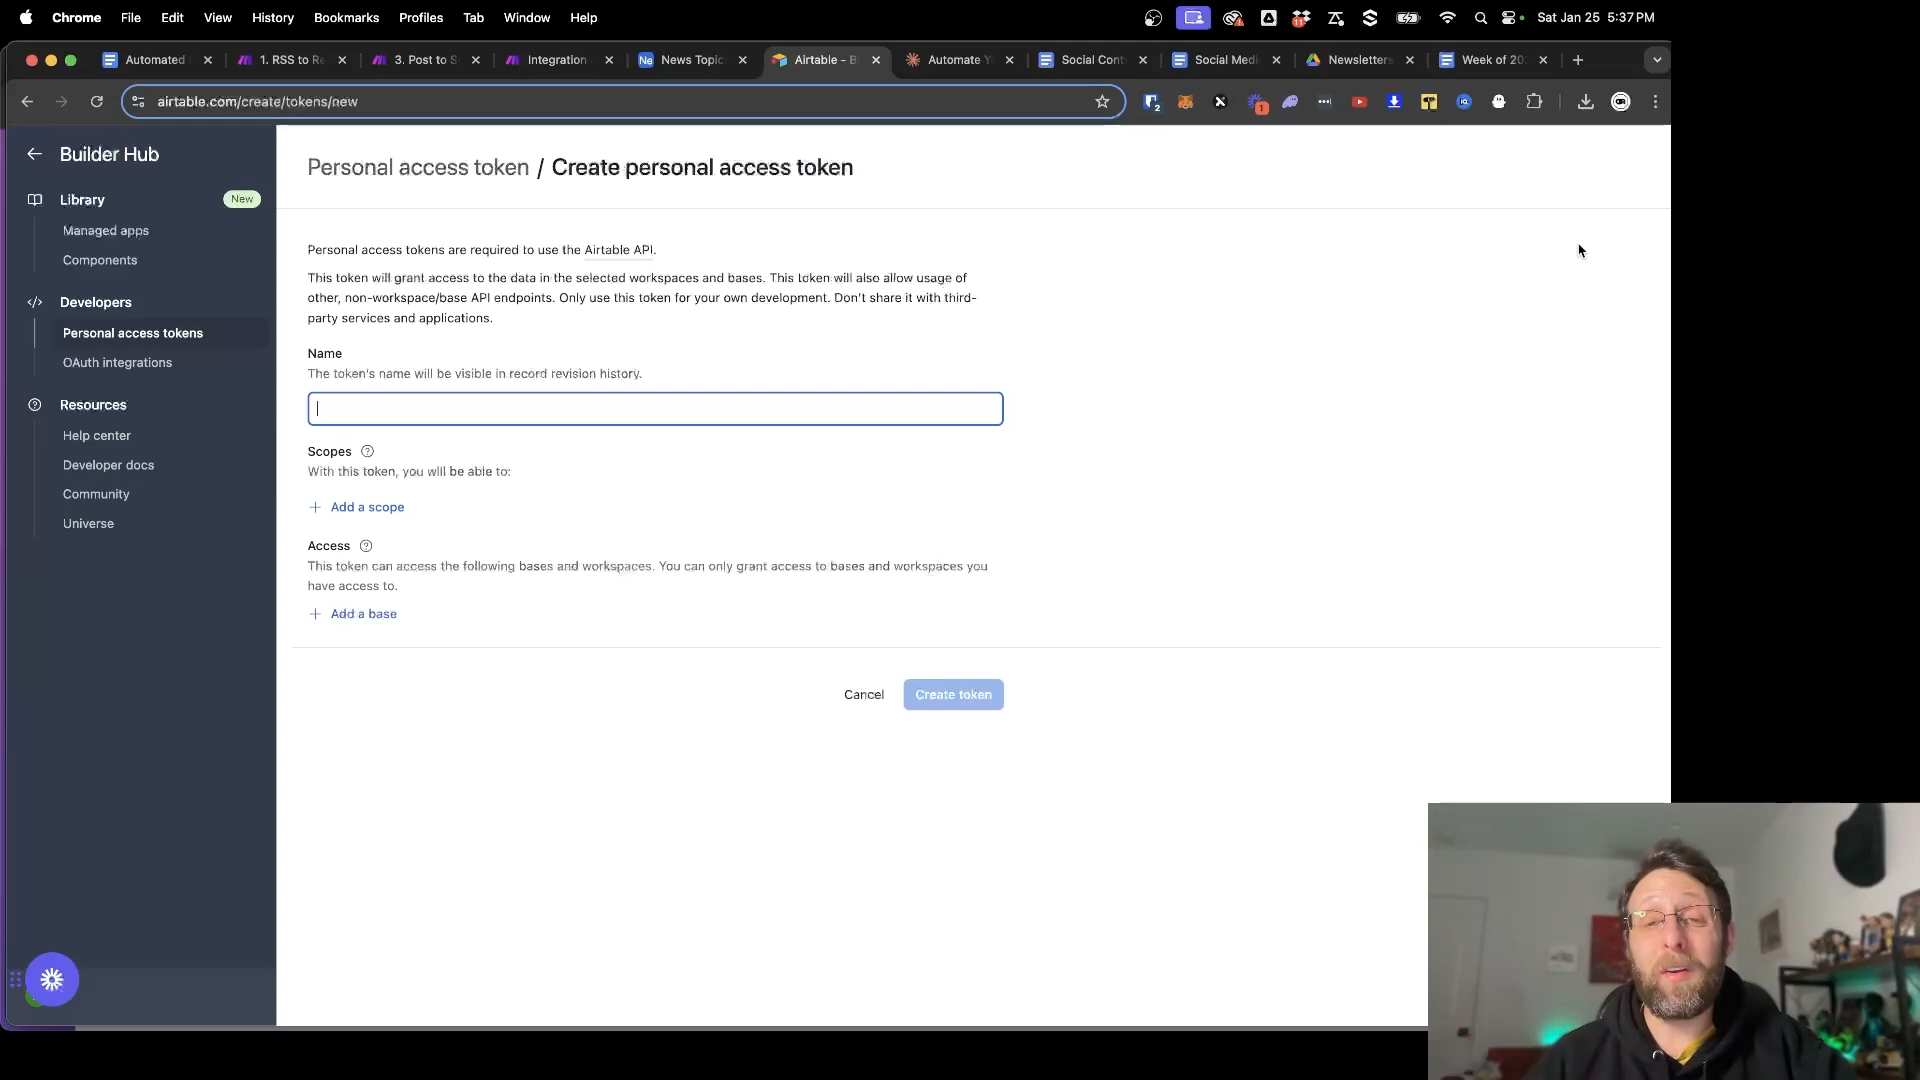 Chrome File Edit View History Bookmarks Profiles Tab Window Help
Sat Jan 25 5:37 PM
Automated
1. RSS to Re
3. Post to S
Integration
Ne
News Topic
Airtable - B
Automate Y
Social Cont
Social Medi
Newsletters
Week of 20
airtable.com/create/tokens/new
Builder Hub
Library
New
Managed apps
Components
Developers
Personal access tokens
OAuth integrations
Resources
Help center
Developer docs
Community
Universe
Personal access token / Create personal access token
Personal access tokens are required to use the Airtable API.
This token will grant access to the data in the selected workspaces and bases. This token will also allow usage of
other, non-workspace/base API endpoints. Only use this token for your own development. Don't share it with third-
party services and applications.
Name
The token's name will be visible in record revision history.
Scopes
With this token, you will be able to:
+ Add a scope
Access
This token can access the following bases and workspaces. You can only grant access to bases and workspaces you
have access to.
+ Add a base
Cancel
Create token